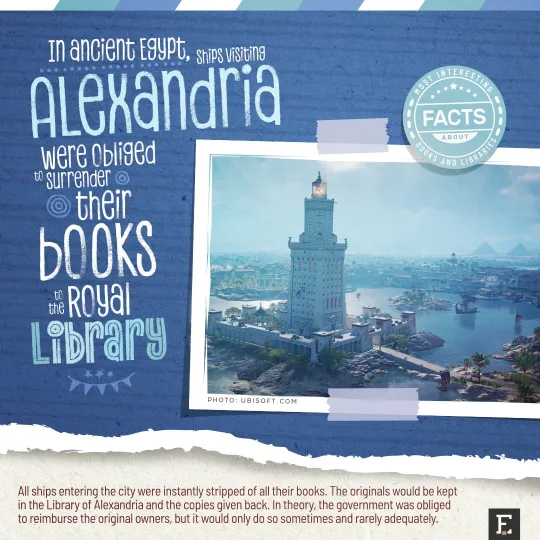 In ancient Egypt, ships visiting
ALexandria
were obliged
to surrender
their
books
to the Royal
Library
MOST INTERESTING
FACTS
ABOUT
BOOKS AND LIBRARIES
PHOTO: UBISOFT.COM
All ships entering the city were instantly stripped of all their books. The originals would be kept
in the Library of Alexandria and the copies given back. In theory, the government was obliged
to reimburse the original owners, but it would only do so sometimes and rarely adequately.
E